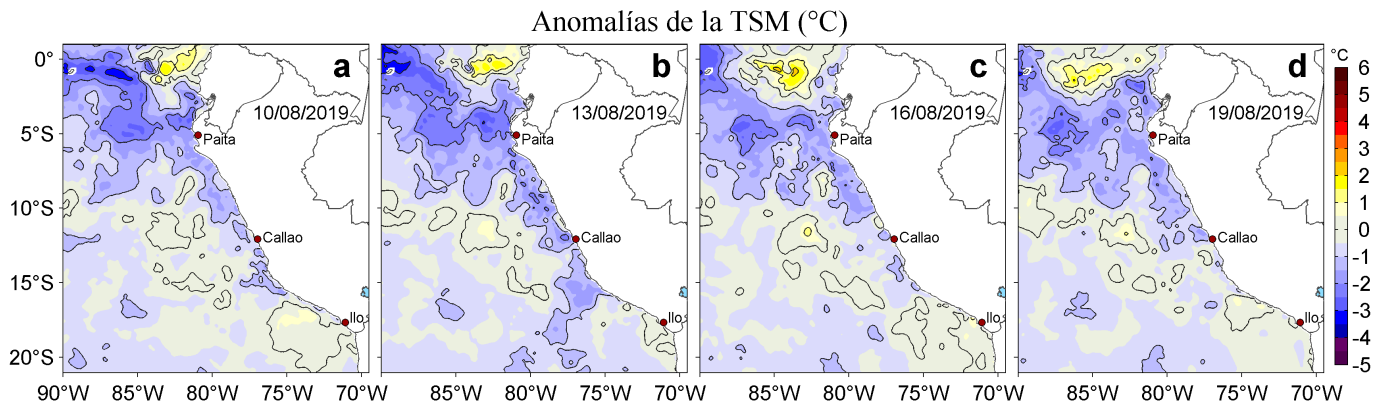 Anomalías de la TSM (°C)
a
10/08/2019
Paita
Callao
Ilo
b
13/08/2019
Paita
Callao
Ilo
c
16/08/2019
Paita
Callao
Ilo
d
19/08/2019
Paita
Callao
Ilo
0°
5°S
10°S
15°S
20°S
90°W 85°W 80°W 75°W 70°W
85°W 80°W 75°W 70°W
85°W 80°W 75°W 70°W
85°W 80°W 75°W 70°W
°C
6
5
4
3
2
1
0
-1
-2
-3
-4
-5